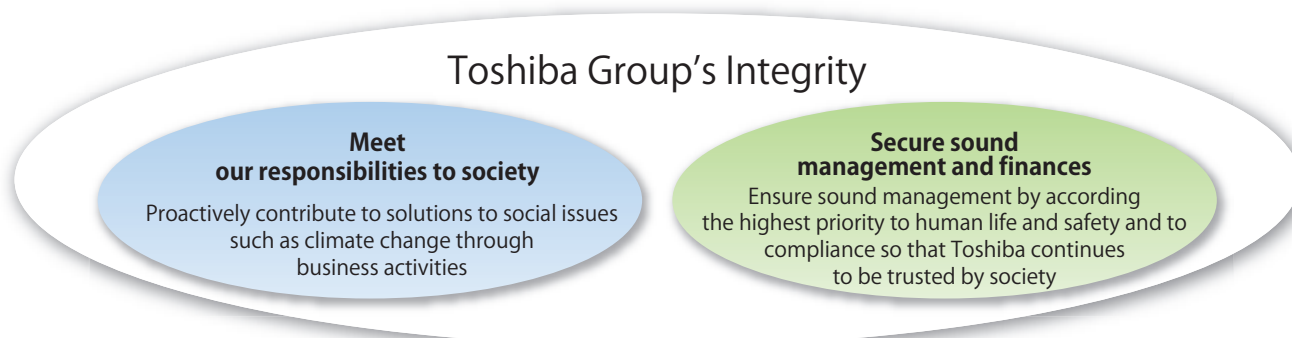 Toshiba Group’s Integrity
Meet
our responsibilities to society
Proactively contribute to solutions to social issues
such as climate change through
business activities
Secure sound
management and finances
Ensure sound management by according
the highest priority to human life and safety and to
compliance so that Toshiba continues
to be trusted by society